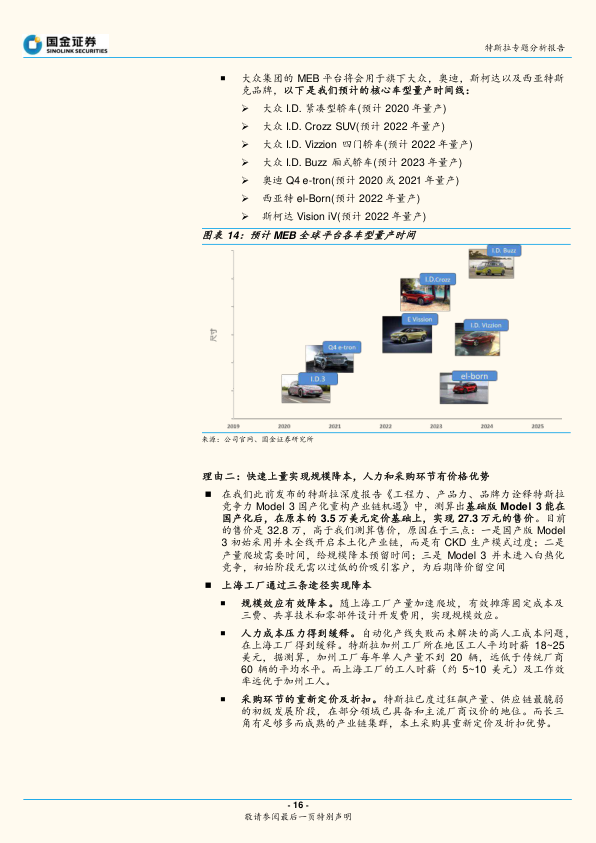 国金证券
SINOLINK SECURITIES
特斯拉专题分析报告
■ 大众集团的 MEB 平台将会用于旗下大众，奥迪，斯柯达以及西亚特斯
克品牌，以下是我们预计的核心车型量产时间线：
➢ 大众 I.D. 紧凑型轿车(预计 2020 年量产)
➢ 大众 I.D. Crozz SUV(预计 2022 年量产)
➢ 大众 I.D. Vizzion 四门轿车(预计 2022 年量产)
➢ 大众 I.D. Buzz 厢式轿车(预计 2023 年量产)
➢ 奥迪 Q4 e-tron(预计 2020 或 2021 年量产)
➢ 西亚特 el-Born(预计 2022 年量产)
➢ 斯柯达 Vision iV(预计 2022 年量产)
图表 14：预计 MEB 全球平台各车型量产时间
I.D. Buzz
I.D.Crozz
E Vission
I.D. Vizzion
尺寸
Q4 e-tron
I.D.3
el-born
2019 2020 2021 2022 2023 2024 2025
来源：公司官网、国金证券研究所
理由二：快速上量实现规模降本，人力和采购环节有价格优势
■ 在我们此前发布的特斯拉深度报告《工程力、产品力、品牌力诠释特斯拉
竞争力 Model 3 国产化重构产业链机遇》中，测算出基础版 Model 3 能在
国产化后，在原本的 3.5 万美元定价基础上，实现 27.3 万元的售价。目前
的售价是 32.8 万，高于我们测算售价，原因在于三点：一是国产版 Model
3 初始采用并未全线开启本土化产业链，而是有 CKD 生产模式过度；二是
产量爬坡需要时间，给规模降本预留时间；三是 Model 3 并未进入白热化
竞争，初始阶段无需以过低的价吸引客户，为后期降价留空间
■ 上海工厂通过三条途径实现降本
■ 规模效应有效降本。随上海工厂产量加速爬坡，有效摊薄固定成本及
三费、共享技术和零部件设计开发费用，实现规模效应。
■ 人力成本压力得到缓释。自动化产线失败而未解决的高人工成本问题，
在上海工厂得到缓释。特斯拉加州工厂所在地区工人平均时薪 18~25
美元，据测算，加州工厂每年单人产量不到 20 辆，远低于传统厂商
60 辆的平均水平。而上海工厂的工人时薪（约 5~10 美元）及工作效
率远优于加州工人。
■ 采购环节的重新定价及折扣。特斯拉已度过狂飙产量、供应链最脆弱
的初级发展阶段，在部分领域已具备和主流厂商议价的地位。而长三
角有足够多而成熟的产业链集群，本土采购具重新定价及折扣优势。
- 16 -
敬请参阅最后一页特别声明